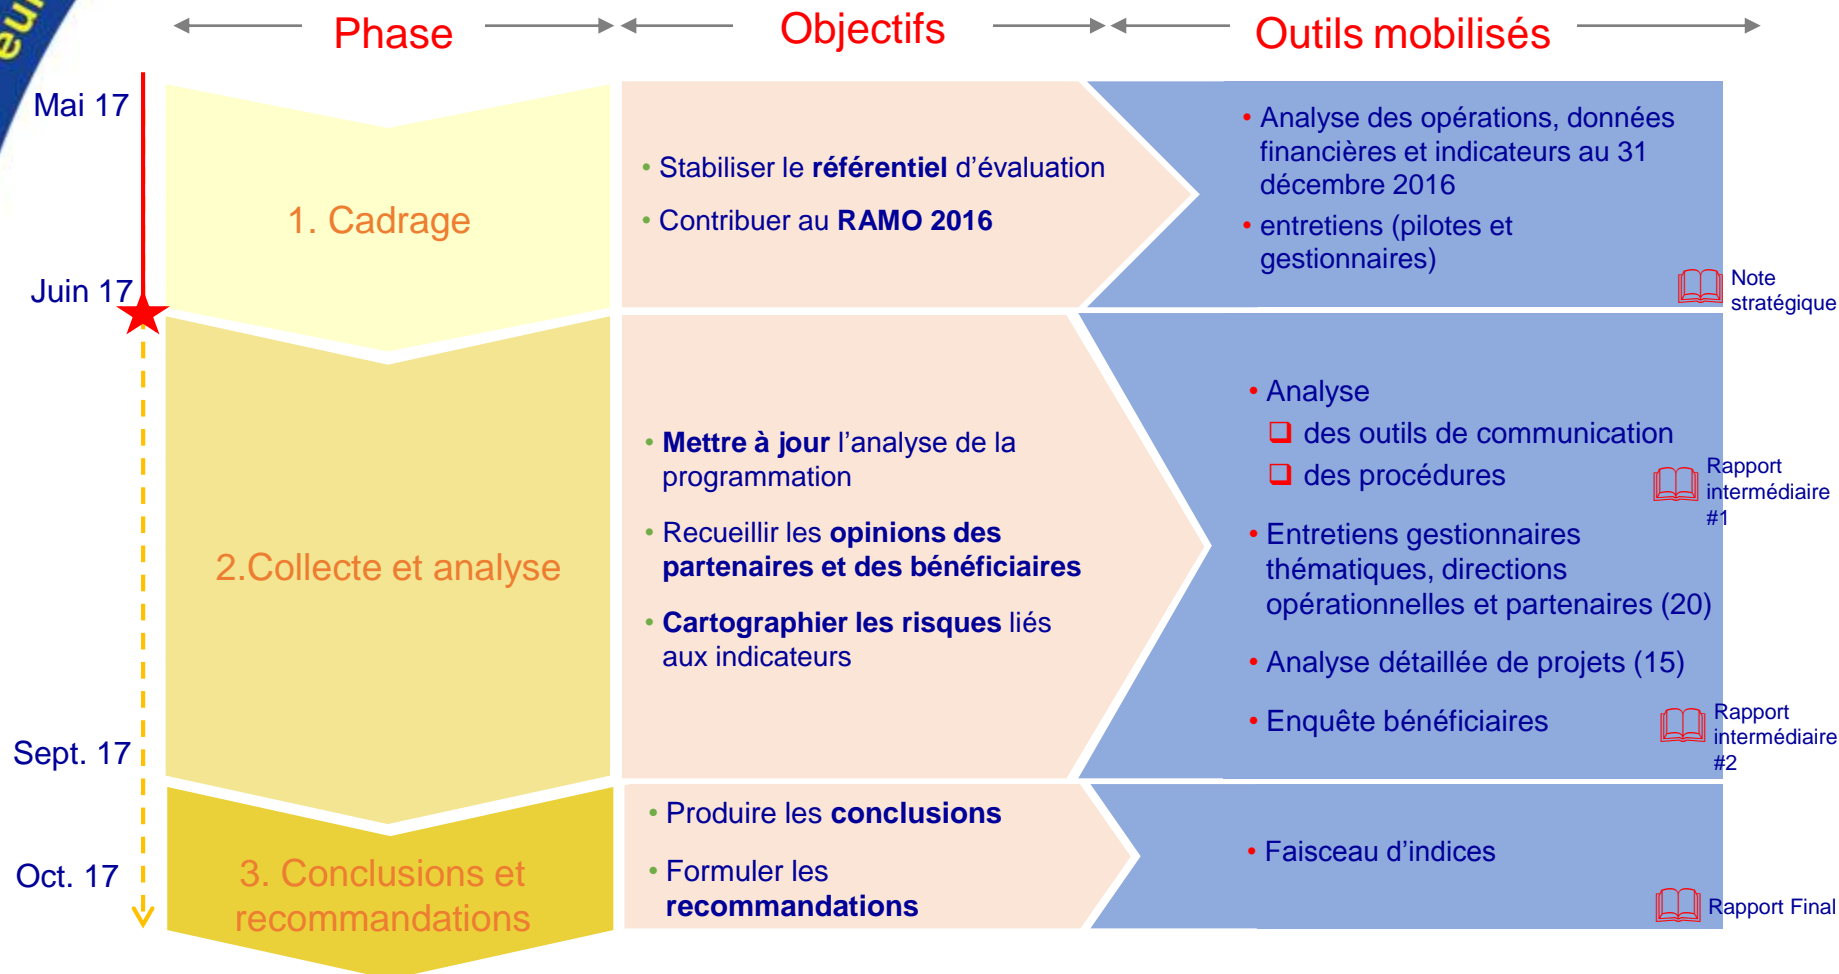 eur
Phase
Objectifs
Outils mobilisés
Mai 17
Juin 17
Sept. 17
Oct. 17
1. Cadrage
• Stabiliser le référentiel d’évaluation
• Contribuer au RAMO 2016
• Analyse des opérations, données
financières et indicateurs au 31
décembre 2016
• entretiens (pilotes et
gestionnaires)
Note
stratégique
2.Collecte et analyse
• Mettre à jour l’analyse de la
programmation
• Recueillir les opinions des
partenaires et des bénéficiaires
• Cartographier les risques liés
aux indicateurs
• Analyse
❑ des outils de communication
❑ des procédures
Rapport
intermédiaire
#1
• Entretiens gestionnaires
thématiques, directions
opérationnelles et partenaires (20)
• Analyse détaillée de projets (15)
• Enquête bénéficiaires
Rapport
intermédiaire
#2
3. Conclusions et
recommandations
• Produire les conclusions
• Formuler les
recommandations
• Faisceau d’indices
Rapport Final